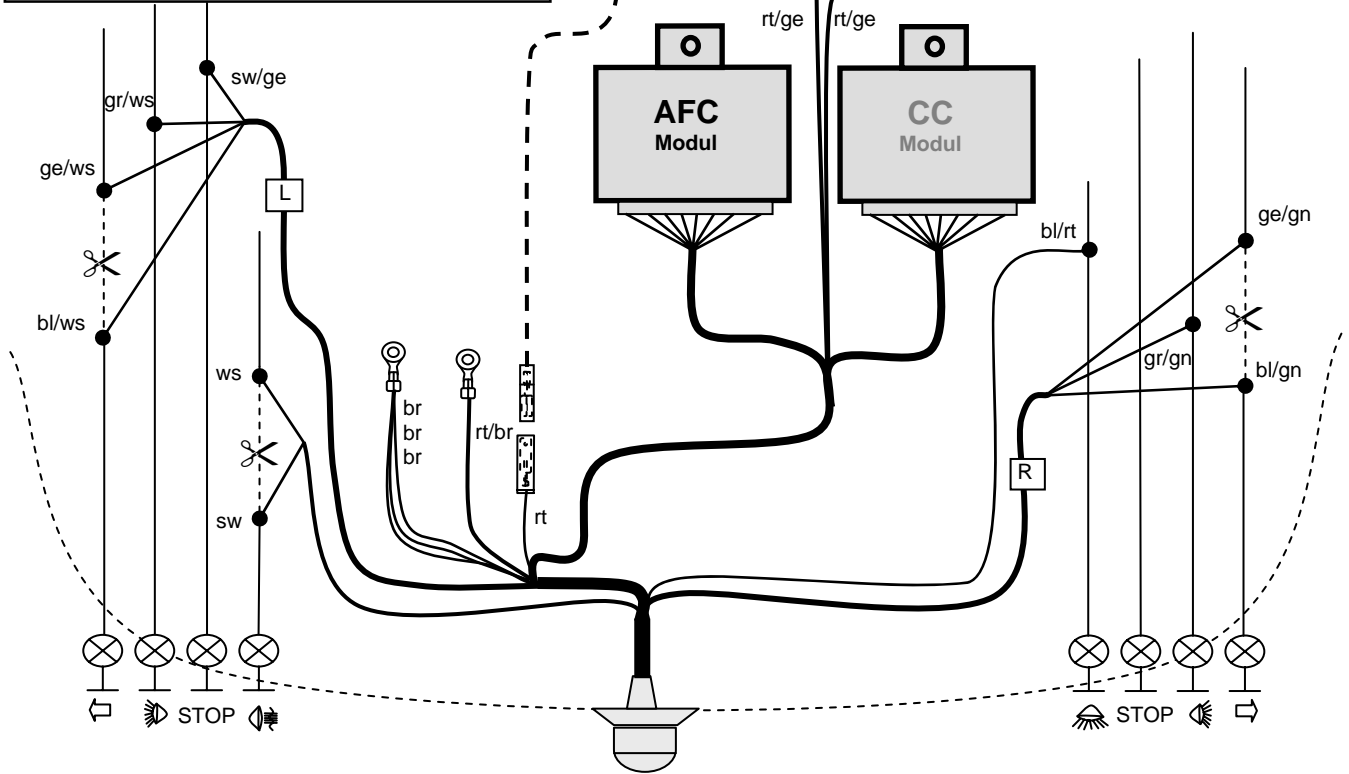 rt/ge
rt/ge
sw/ge
gr/ws
AFC
Modul
CC
Modul
ge/ws
L
bl/rt
ge/gn
bl/ws
gr/gn
ws
bl/gn
br
br
br
rt/br
R
sw
rt
STOP
STOP